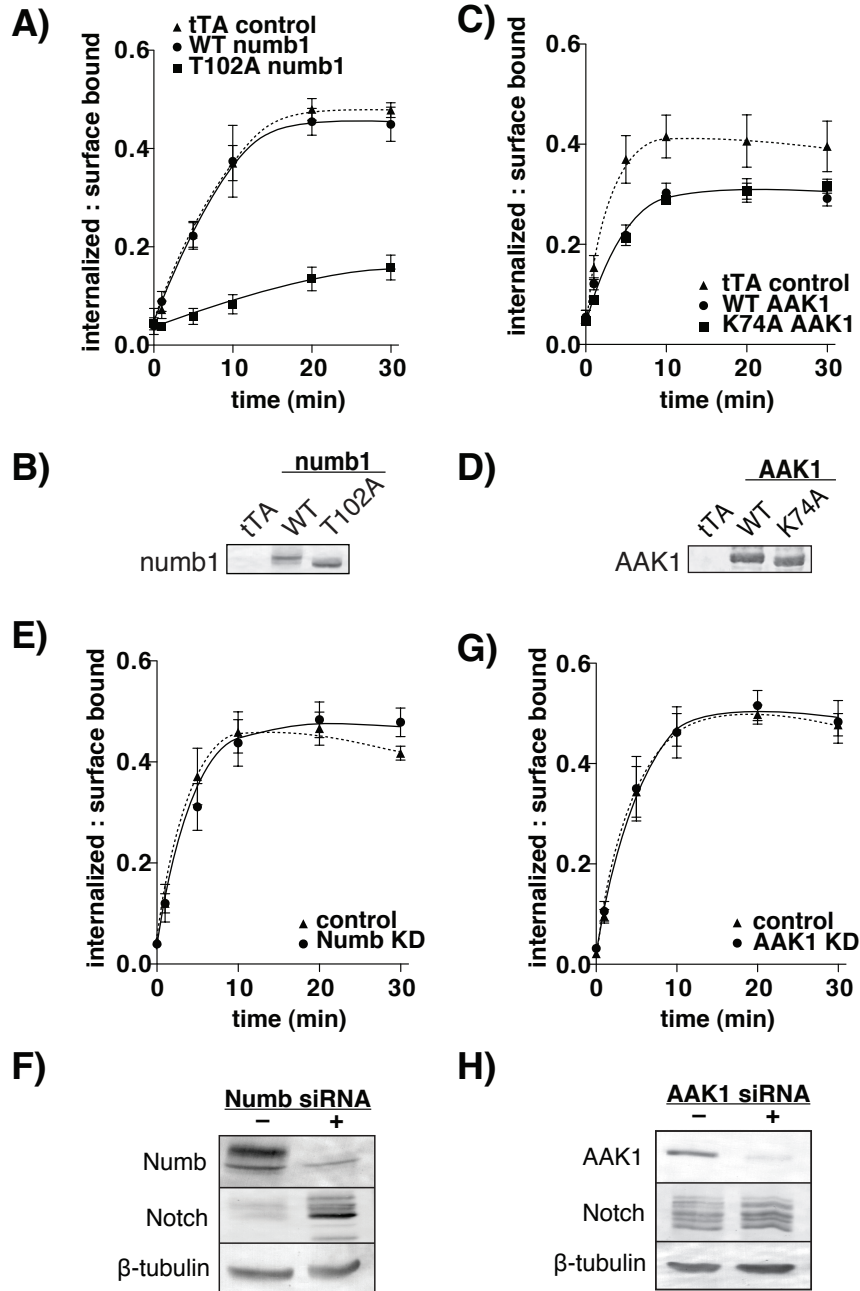 A)
tTA control
WT numb1
T102A numb1
internalized : surface bound
0.6
0.4
0.2
0.0
0 10 20 30
time (min)
C)
internalized : surface bound
0.6
0.4
0.2
0.0
tTA control
WT AAK1
K74A AAK1
0 10 20 30
time (min)
B)
numb1
tTA WT T102A
numb1
D)
AAK1
tTA WT K74A
AAK1
E)
internalized : surface bound
0.6
0.4
0.2
0.0
control
Numb KD
0 10 20 30
time (min)
G)
internalized : surface bound
0.6
0.4
0.2
0.0
control
AAK1 KD
0 10 20 30
time (min)
F)
Numb siRNA
– +
Numb
Notch
β-tubulin
H)
AAK1 siRNA
– +
AAK1
Notch
β-tubulin